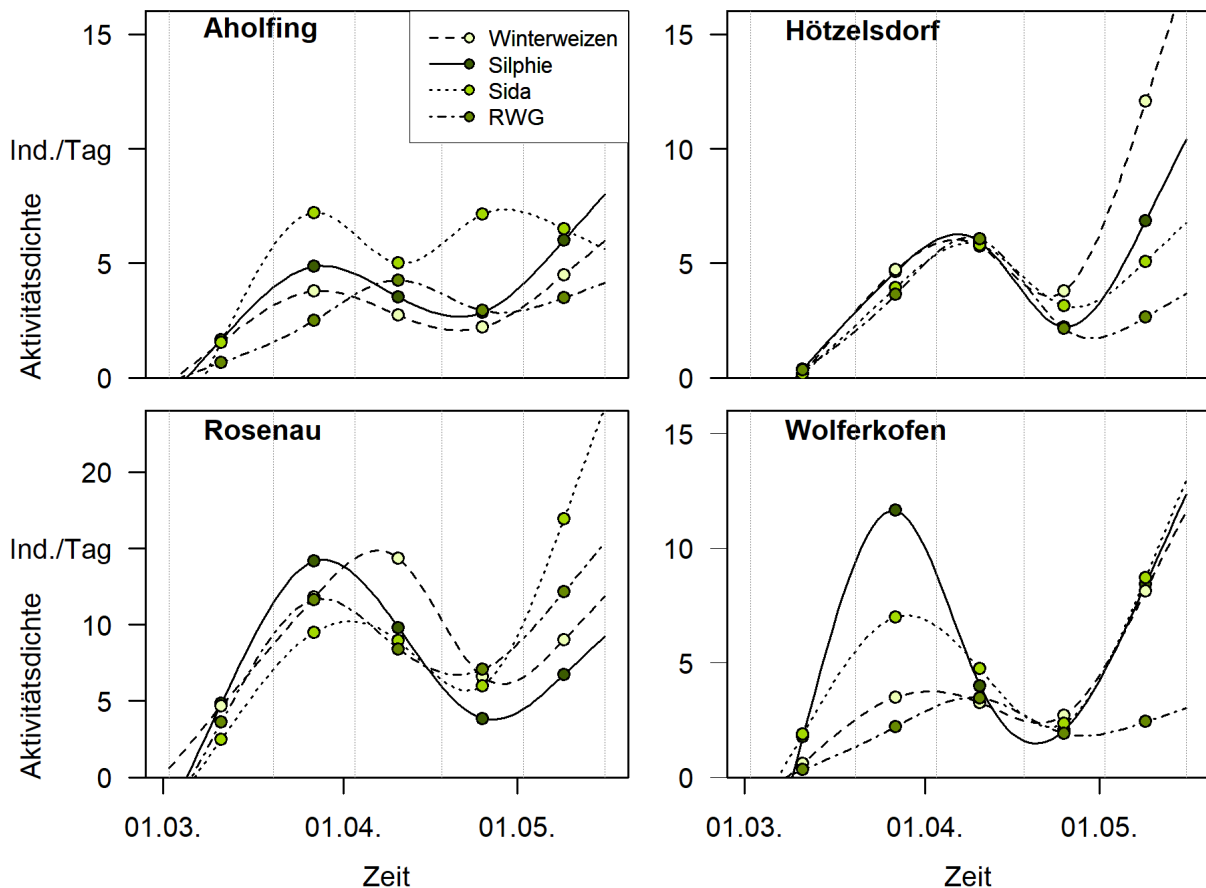 Aholfing
Winterweizen
Silphie
Sida
RWG
15
10
5
0
Ind./Tag
Aktivitätsdichte
Hötzelsdorf
15
10
5
0
Rosenau
20
15
10
5
0
Ind./Tag
Aktivitätsdichte
01.03.
01.04.
01.05.
Zeit
Wolferkofen
15
10
5
0
01.03.
01.04.
01.05.
Zeit